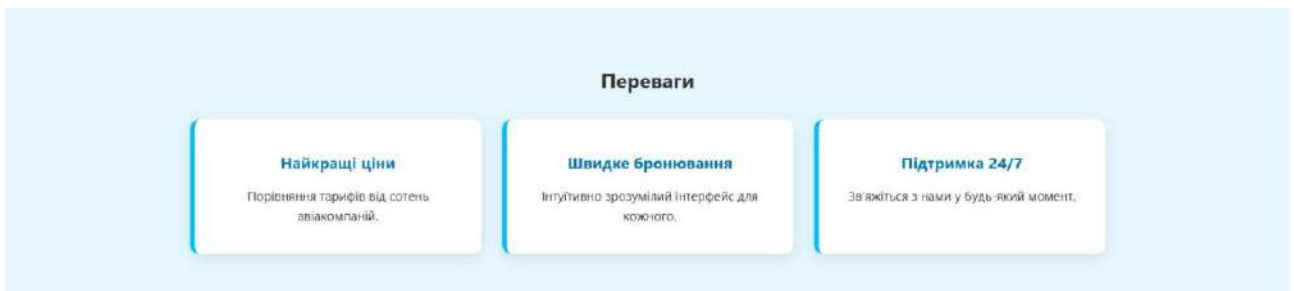 Переваги
Найкращі ціни
Порівняння тарифів від сотень
авіакомпаній.
Швидке бронювання
Інтуїтивно зрозумілий інтерфейс для
кожного.
Підтримка 24/7
Зв'яжіться з нами у будь-який момент.